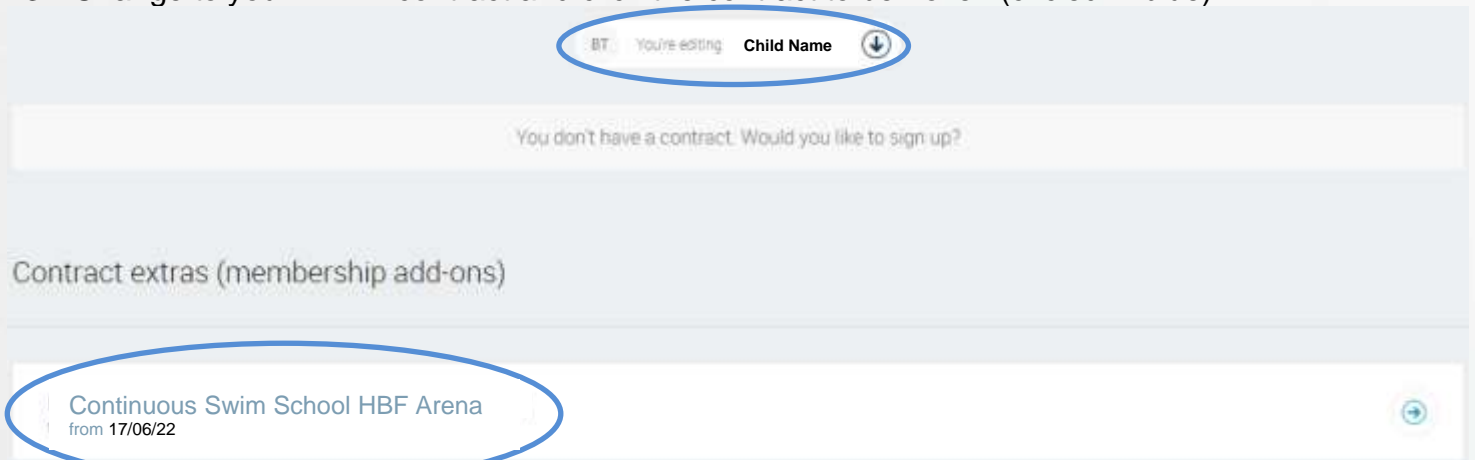 BT You're editing Child Name
You don't have a contract. Would you like to sign up?
Contract extras (membership add-ons)
Continuous Swim School HBF Arena
from 17/06/22